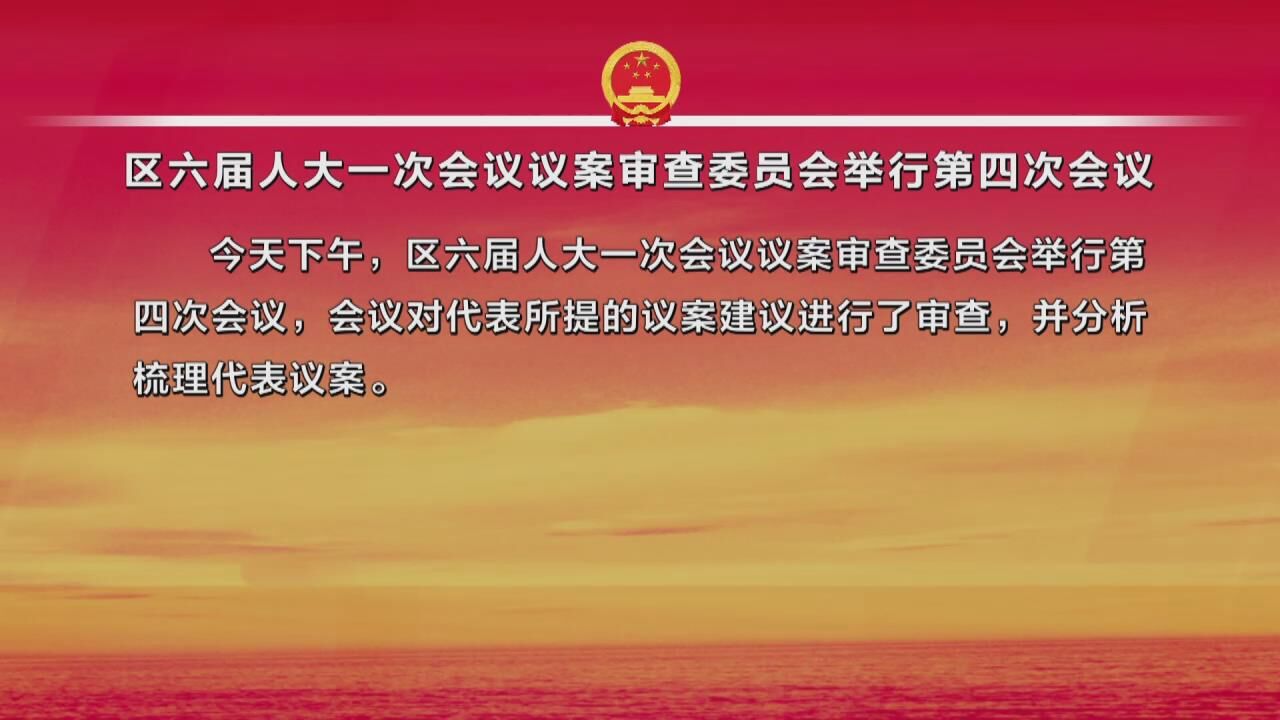 区六届人大一次会议议案审查委员会举行第四次会议
今天下午，区六届人大一次会议议案审查委员会举行第
四次会议，会议对代表所提的议案建议进行了审查，并分析
梳理代表议案。